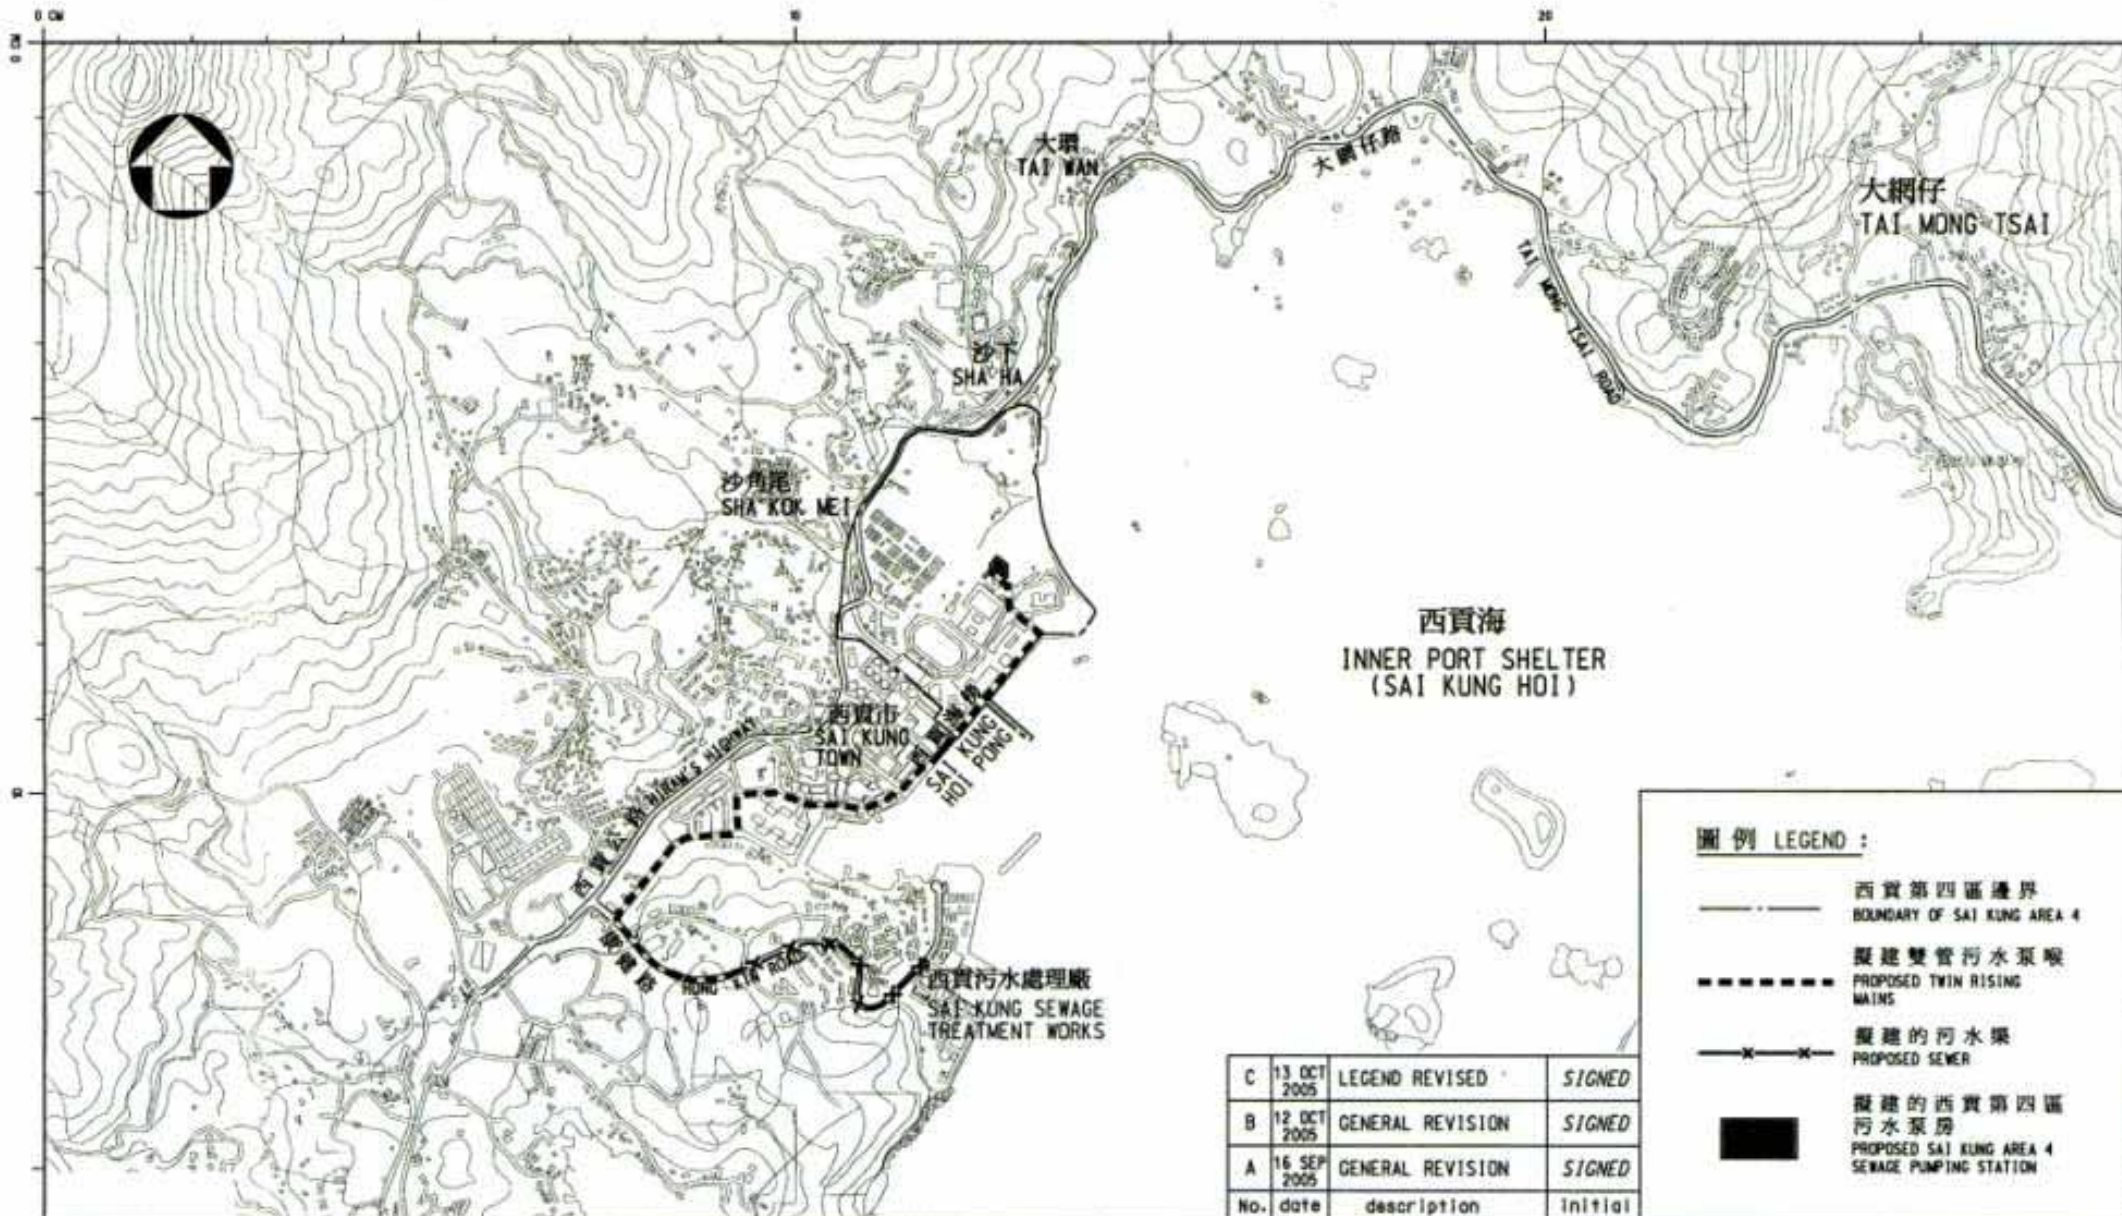 0 CM
10
20
大環
TAI WAN
大網仔路
大網仔
TAI MONG TSAI
TAI MONG TSAI ROAD
沙下
SHA HA
沙角尾
SHA KOK MEI
西貢海
INNER PORT SHELTER
(SAI KUNG HOI)
西貢市
SAI KUNG
TOWN
SAI KUNG
HOI PONG
西貢公路 HIRAM'S HIGHWAY
HONG KIN ROAD
西貢污水處理廠
SAI KUNG SEWAGE
TREATMENT WORKS
圖例 LEGEND :
西貢第四區邊界
BOUNDARY OF SAI KUNG AREA 4
擬建雙管污水泵喉
PROPOSED TWIN RISING
MAINS
擬建的污水渠
PROPOSED SEWER
擬建的西貢第四區
污水泵房
PROPOSED SAI KUNG AREA 4
SEWAGE PUMPING STATION
C 13 OCT 2005 LEGEND REVISED SIGNED
B 12 OCT 2005 GENERAL REVISION SIGNED
A 16 SEP 2005 GENERAL REVISION SIGNED
No. date description initial